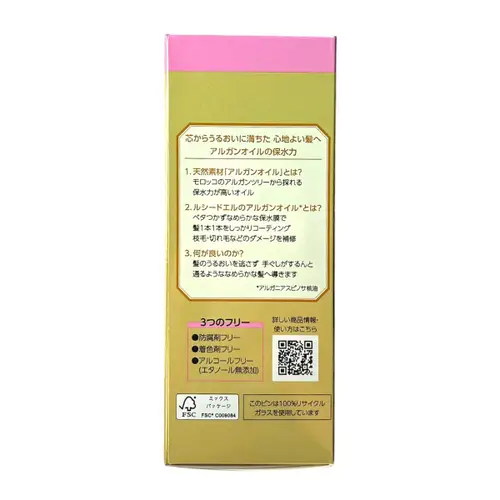 芯からうるおいに満ちた 心地よい髪へ
アルガンオイルの保水力
1. 天然素材「アルガンオイル」とは?
モロッコのアルガンツリーから採れる
保水力が高いオイル
2. ルシードエルのアルガンオイル*とは?
ベタつかずなめらかな保水膜で
髪1本1本をしっかりコーティング
枝毛・切れ毛などのダメージを補修
3. 何が良いのか?
髪のうるおいを逃さず 手ぐしがするんと
通るようななめらかな髪へ導きます
*アルガニアスピノサ核油
3つのフリー
●防腐剤フリー
●着色剤フリー
●アルコールフリー
(エタノール無添加)
詳しい商品情報・
使い方はこちら
FSC
ミックス
パッケージ
FSC® C009084
このビンは100%リサイクル
ガラスを使用しています